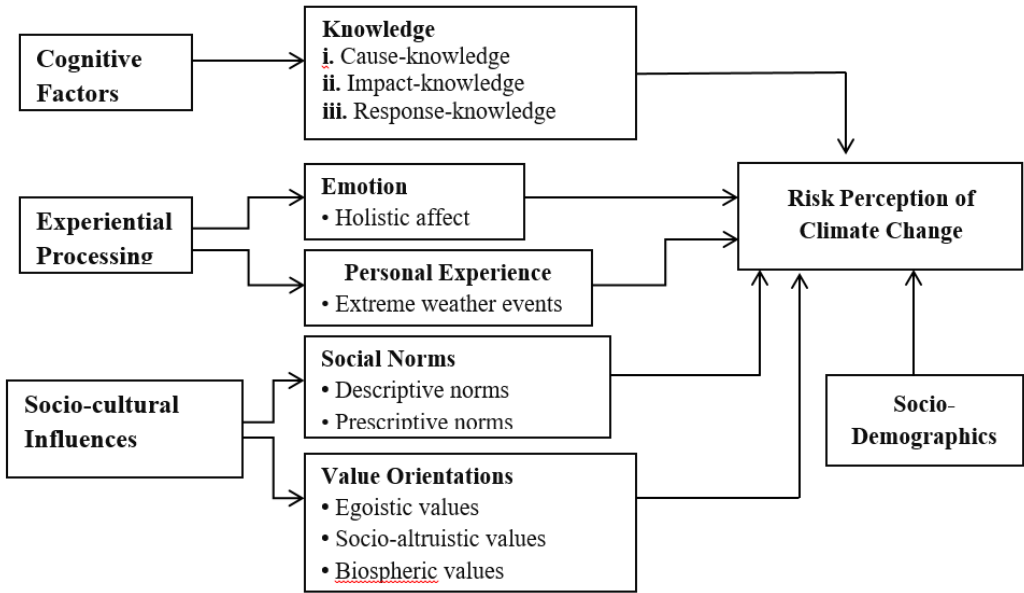 Cognitive
Factors
Knowledge
i. Cause-knowledge
ii. Impact-knowledge
iii. Response-knowledge
Experiential
Processing
Emotion
• Holistic affect
Personal Experience
• Extreme weather events
Risk Perception of
Climate Change
Socio-cultural
Influences
Social Norms
• Descriptive norms
• Prescriptive norms
Value Orientations
• Egoistic values
• Socio-altruistic values
• Biospheric values
Socio-
Demographics